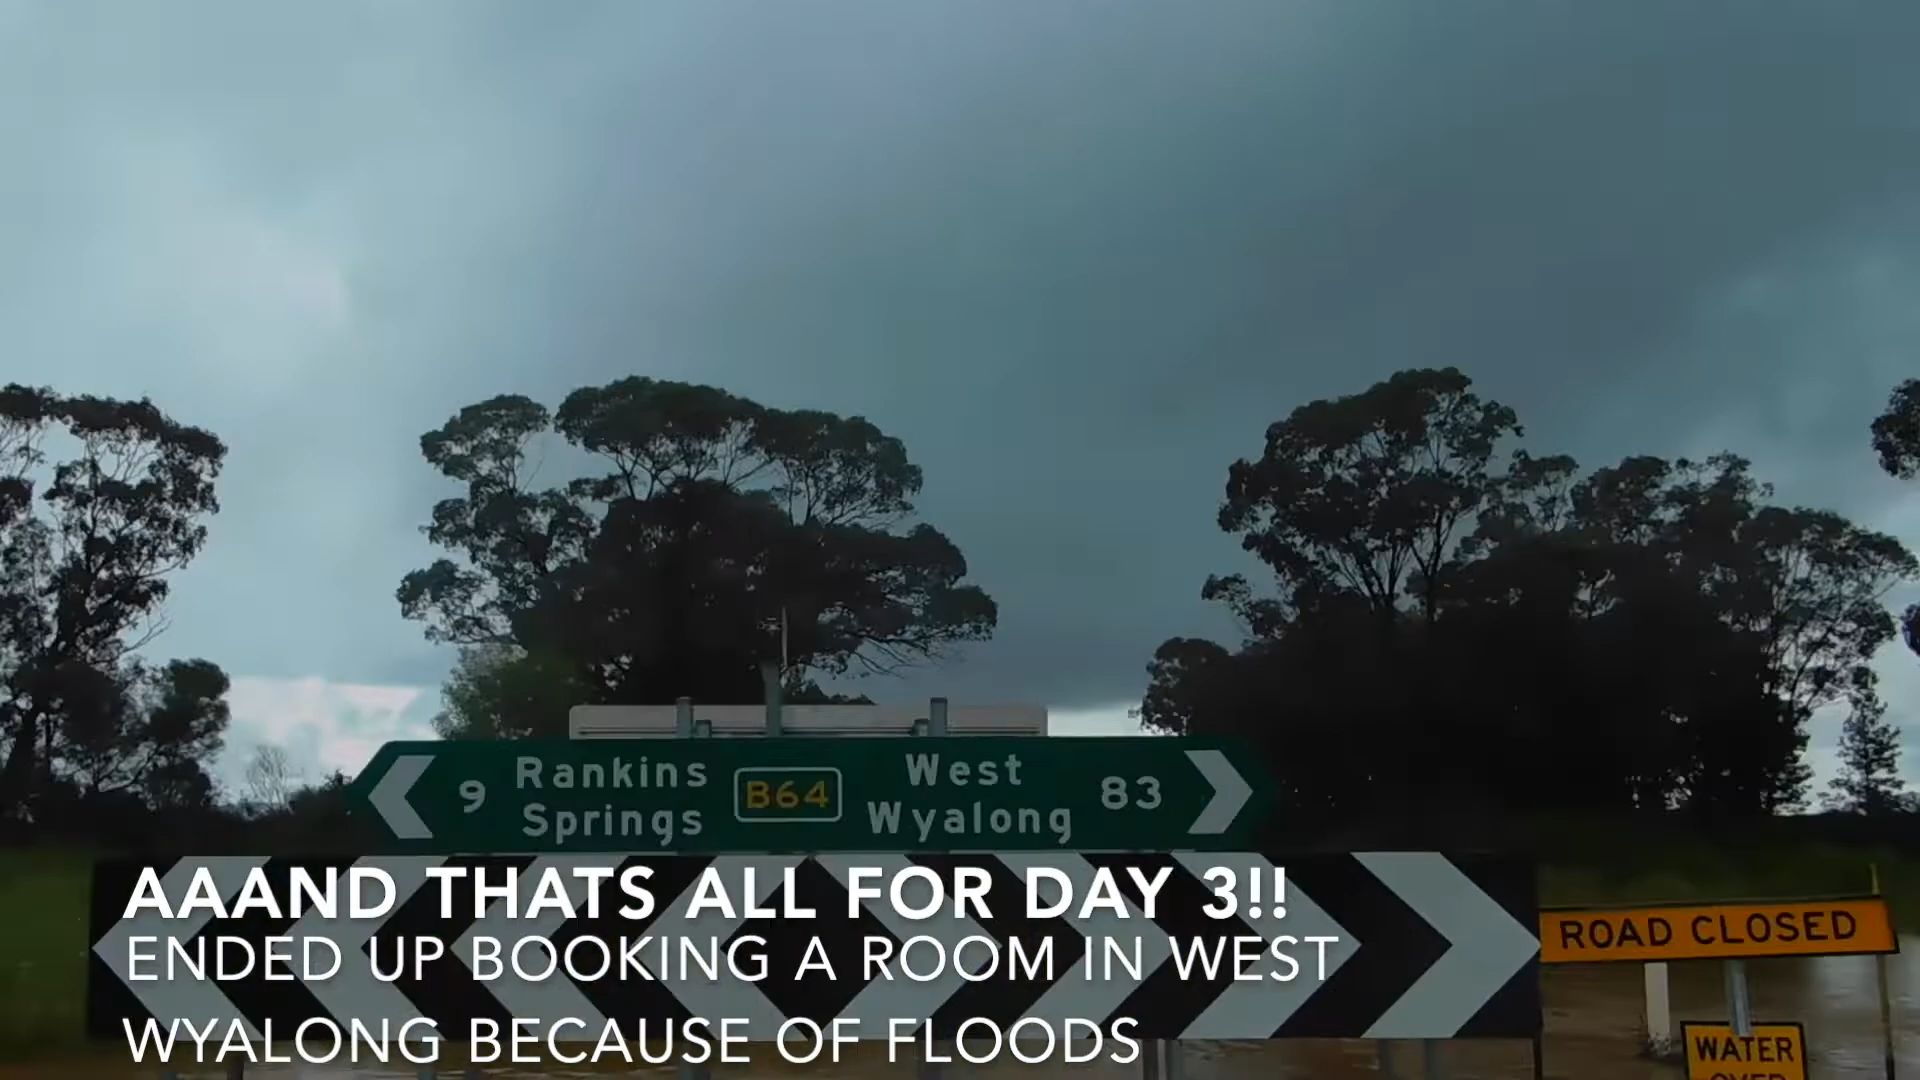 9 Rankins Springs B64 West Wyalong 83
AAAND THATS ALL FOR DAY 3!!
ENDED UP BOOKING A ROOM IN WEST
WYALONG BECAUSE OF FLOODS
ROAD CLOSED
WATER
OVER